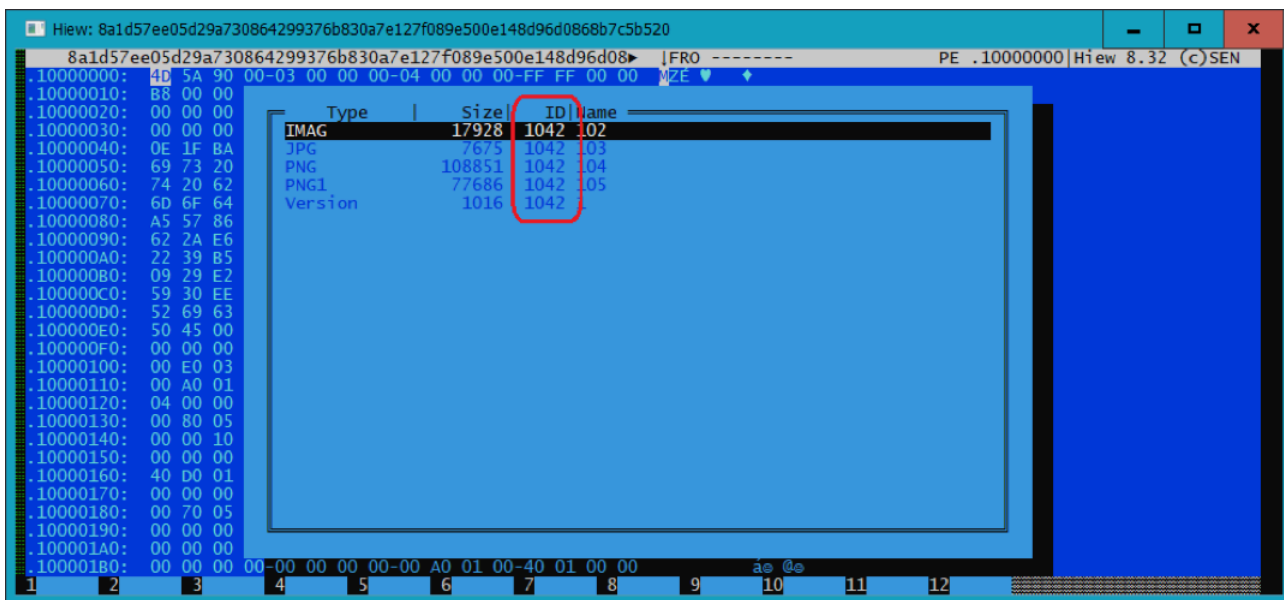 Hiew: 8a1d57ee05d29a730864299376b830a7e127f089e500e148d96d0868b7c5b520
8a1d57ee05d29a730864299376b830a7e127f089e500e148d96d08▶ ↓FRO -------- PE .10000000|Hiew 8.32 (c)SEN
.10000000: 4D 5A 90 00-03 00 00 00-04 00 00 00-FF FF 00 00 MZÉ ♥ ♦
.10000010: B8 00 00
.10000020: 00 00 00 Type | Size| ID|Name
.10000030: 00 00 00 IMAG 17928 1042 102
.10000040: 0E 1F BA JPG 7675 1042 103
.10000050: 69 73 20 PNG 108851 1042 104
.10000060: 74 20 62 PNG1 77686 1042 105
.10000070: 6D 6F 64 Version 1016 1042 1
.10000080: A5 57 86
.10000090: 62 2A E6
.100000A0: 22 39 B5
.100000B0: 09 29 E2
.100000C0: 59 30 EE
.100000D0: 52 69 63
.100000E0: 50 45 00
.100000F0: 00 00 00
.10000100: 00 E0 03
.10000110: 00 A0 01
.10000120: 04 00 00
.10000130: 00 80 05
.10000140: 00 00 10
.10000150: 00 00 00
.10000160: 40 D0 01
.10000170: 00 00 00
.10000180: 00 70 05
.10000190: 00 00 00
.100001A0: 00 00 00
.100001B0: 00 00 00 00-00 00 00 00-00 A0 01 00-40 01 00 00 á☺ @☺
1 2 3 4 5 6 7 8 9 10 11 12